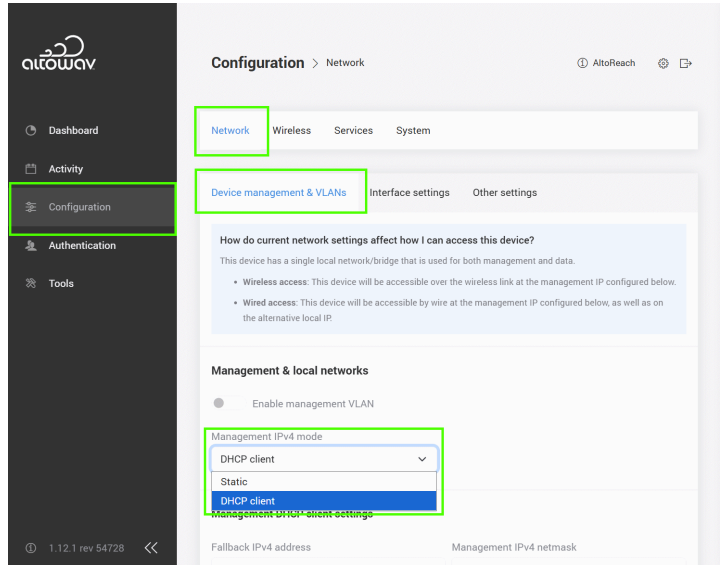 altowav
Configuration > Network
AltoReach
Dashboard
Activity
Configuration
Authentication
Tools
1.12.1 rev 54728
Network Wireless Services System
Device management & VLANs Interface settings Other settings
How do current network settings affect how I can access this device?
This device has a single local network/bridge that is used for both management and data.
• Wireless access: This device will be accessible over the wireless link at the management IP configured below.
• Wired access: This device will be accessible by wire at the management IP configured below, as well as on
the alternative local IP.
Management & local networks
Enable management VLAN
Management IPv4 mode
DHCP client
Static
DHCP client
Management DHCP client settings
Fallback IPv4 address Management IPv4 netmask